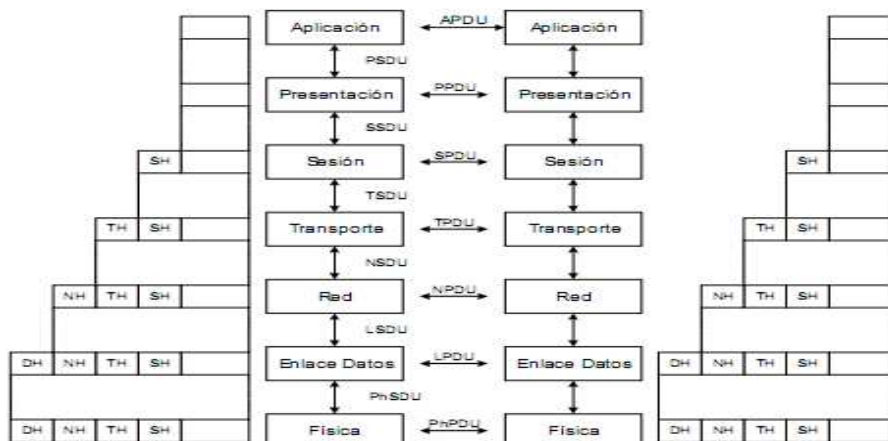 Aplicación APDU Aplicación
PSDU
Presentación PPDU Presentación
SSDU
SH Sesión SPDU Sesión SH
TSDU
TH SH Transporte TPDU Transporte TH SH
NSDU
NH TH SH Red NPDU Red NH TH SH
LSDU
DH NH TH SH Enlace Datos LPDU Enlace Datos DH NH TH SH
PhSDU
DH NH TH SH Física PhPDU Física DH NH TH SH